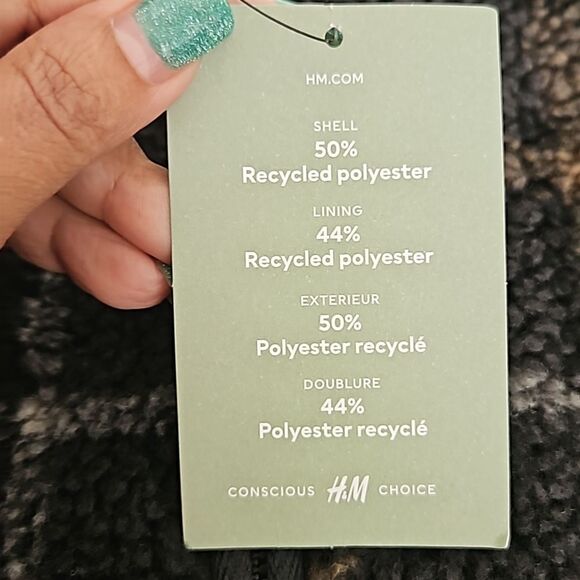 HM.COM
SHELL
50%
Recycled polyester
LINING
44%
Recycled polyester
EXTERIEUR
50%
Polyester recyclé
DOUBLURE
44%
Polyester recyclé
CONSCIOUS H&M CHOICE